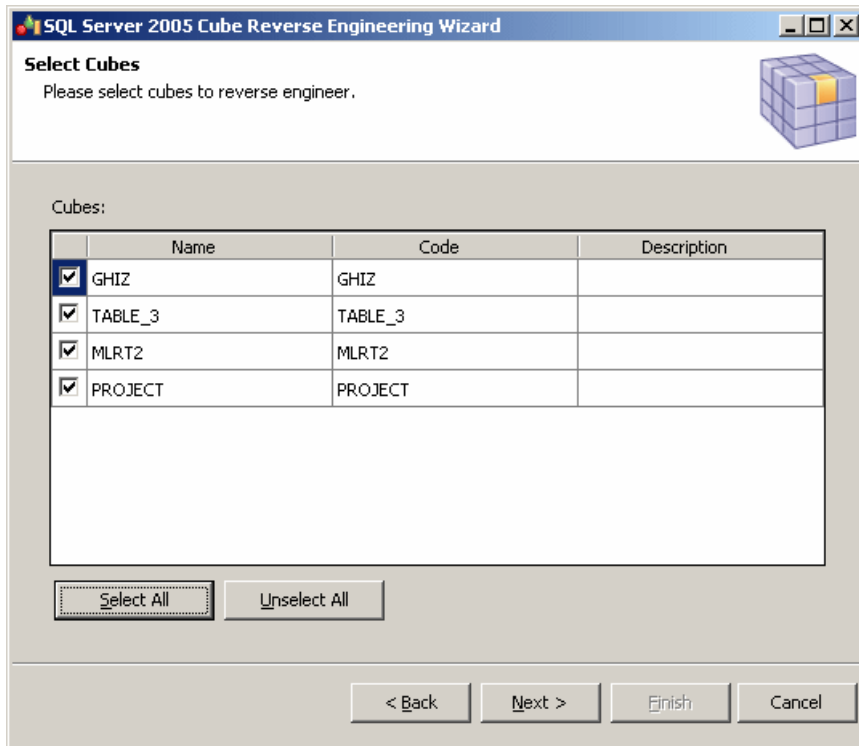 SQL Server 2005 Cube Reverse Engineering Wizard
Select Cubes
Please select cubes to reverse engineer.
Cubes:
Name Code Description
GHIZ GHIZ
TABLE_3 TABLE_3
MLRT2 MLRT2
PROJECT PROJECT
Select All Unselect All
< Back Next > Finish Cancel